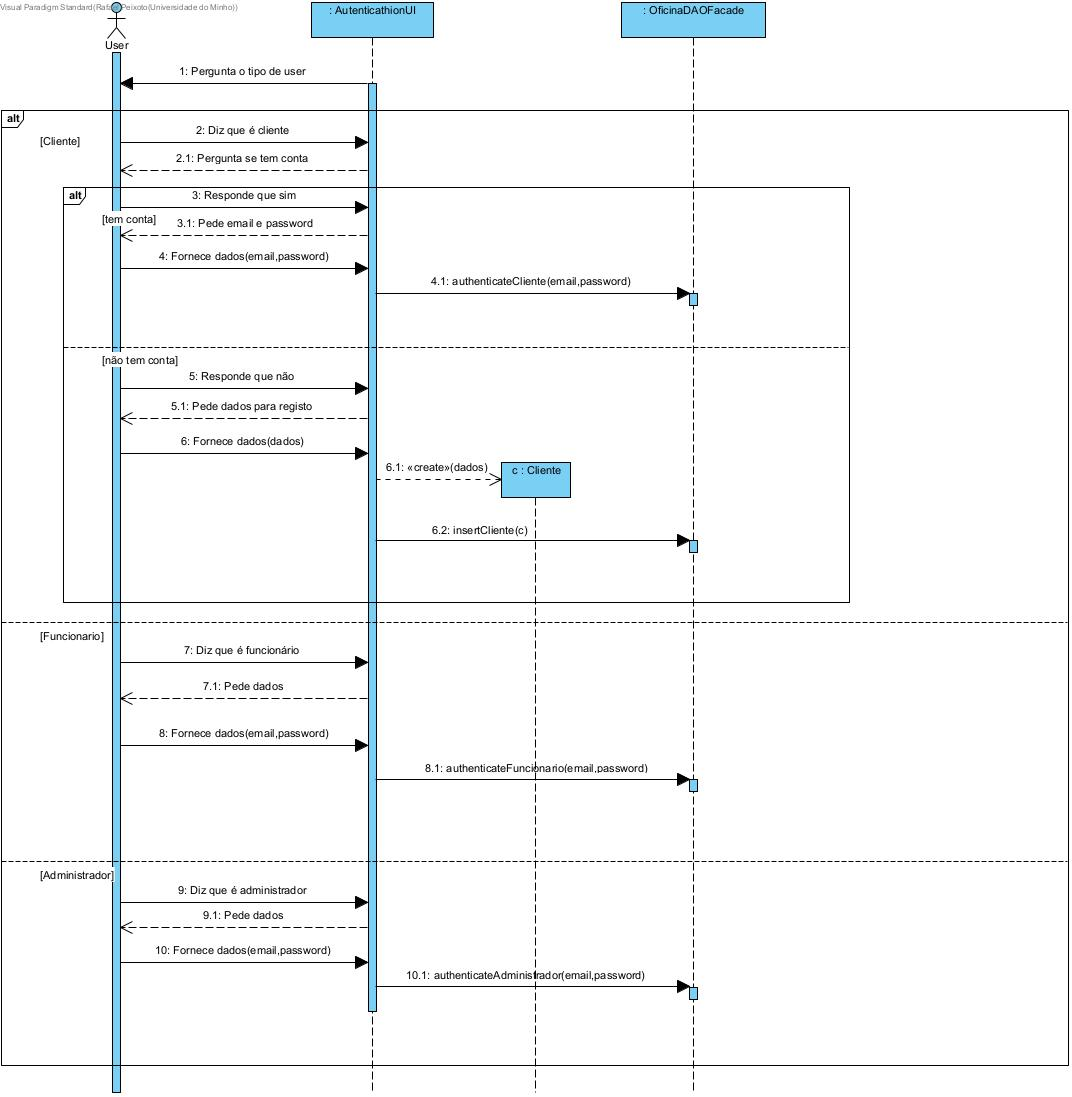 Visual Paradigm Standard(Rafael Peixoto(Universidade do Minho))
User
: AutenticathionUI
: OficinaDAOFacade
1: Pergunta o tipo de user
alt
[Cliente]
2: Diz que é cliente
2.1: Pergunta se tem conta
alt
3: Responde que sim
[tem conta]
3.1: Pede email e password
4: Fornece dados(email,password)
4.1: authenticateCliente(email,password)
[não tem conta]
5: Responde que não
5.1: Pede dados para registo
6: Fornece dados(dados)
6.1: «create»(dados)
c : Cliente
6.2: insertCliente(c)
[Funcionario]
7: Diz que é funcionário
7.1: Pede dados
8: Fornece dados(email,password)
8.1: authenticateFuncionario(email,password)
[Administrador]
9: Diz que é administrador
9.1: Pede dados
10: Fornece dados(email,password)
10.1: authenticateAdministrador(email,password)